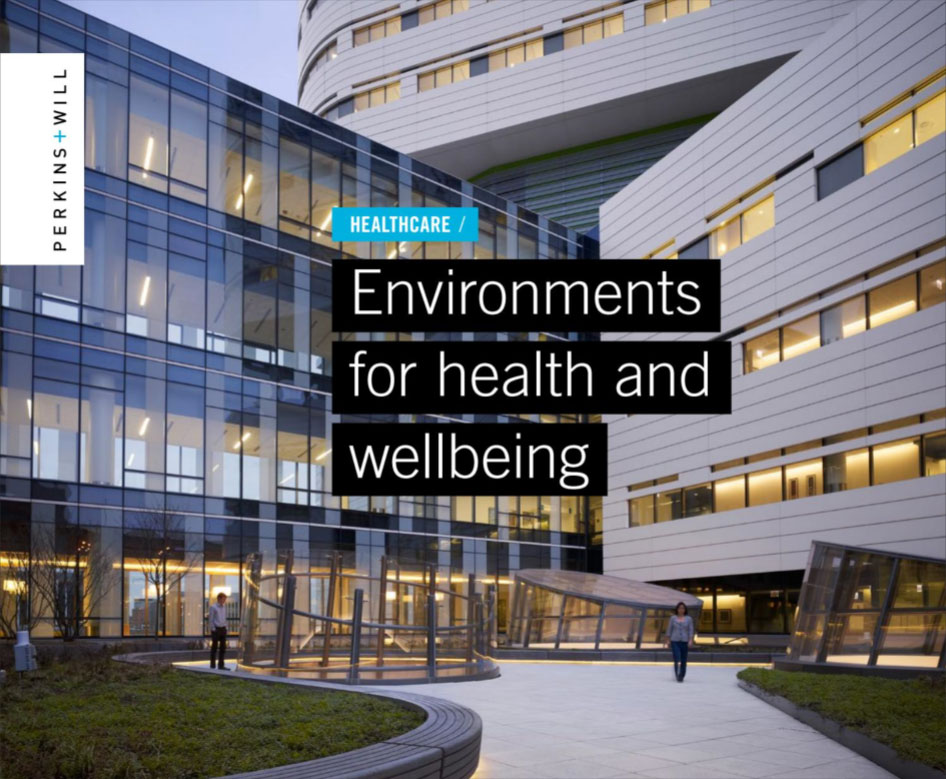 PERKINS+WILL
HEALTHCARE /
Environments
for health and
wellbeing